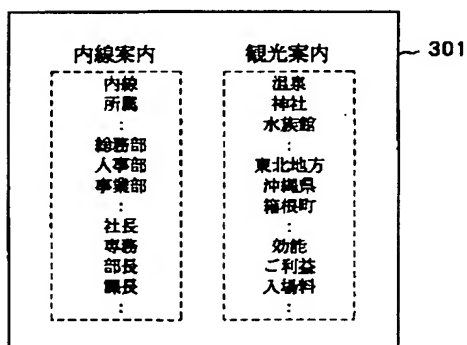 内線案内
内線
所属
:
総務部
人事部
事業部
:
社長
専務
部長
課長
:
観光案内
温泉
神社
水族館
:
東北地方
沖縄県
箱根町
:
効能
ご利益
入場料
:
301